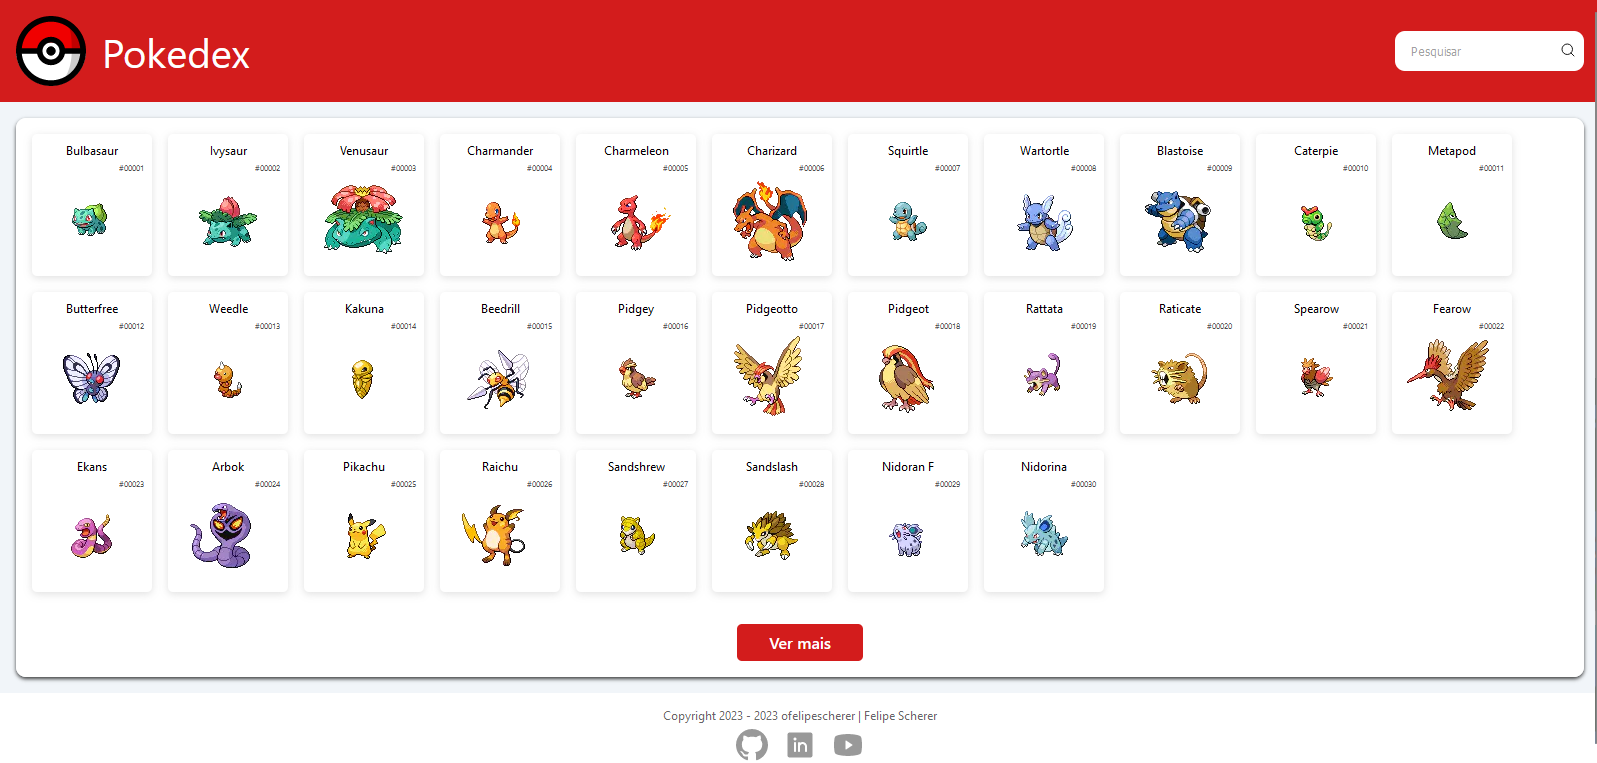 Pokedex
Pesquisar
Bulbasaur Ivysaur Venusaur Charmander Charmeleon Charizard Squirtle Wartortle Blastoise Caterpie Metapod
#00001 #00002 #00003 #00004 #00005 #00006 #00007 #00008 #00009 #00010 #00011
Butterfree Weedle Kakuna Beedrill Pidgey Pidgeotto Pidgeot Rattata Raticate Spearow Fearow
#00012 #00013 #00014 #00015 #00016 #00017 #00018 #00019 #00020 #00021 #00022
Ekans Arbok Pikachu Raichu Sandshrew Sandslash Nidoran F Nidorina
#00023 #00024 #00025 #00026 #00027 #00028 #00029 #00030
Ver mais
Copyright 2023 - 2023 ofelipescherer | Felipe Scherer
in